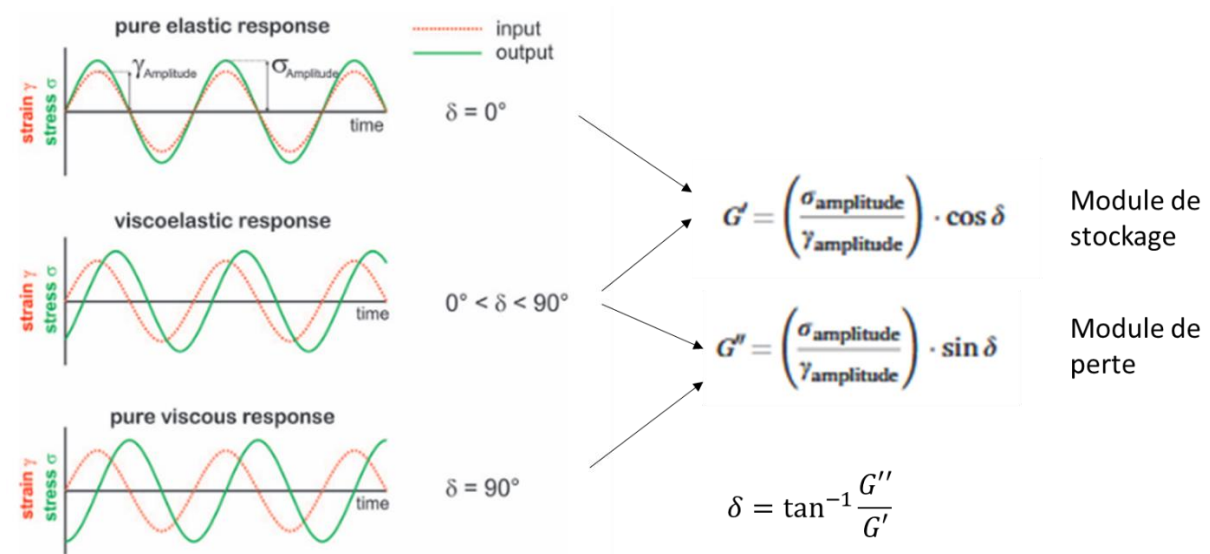 pure elastic response
input
output
γAmplitude
σAmplitude
strain γ
stress σ
time
δ = 0°
viscoelastic response
strain γ
stress σ
time
0° < δ < 90°
pure viscous response
strain γ
stress σ
time
δ = 90°
G′ = (σamplitude / γamplitude) · cos δ
Module de
stockage
G″ = (σamplitude / γamplitude) · sin δ
Module de
perte
δ = tan⁻¹ G′′ / G′